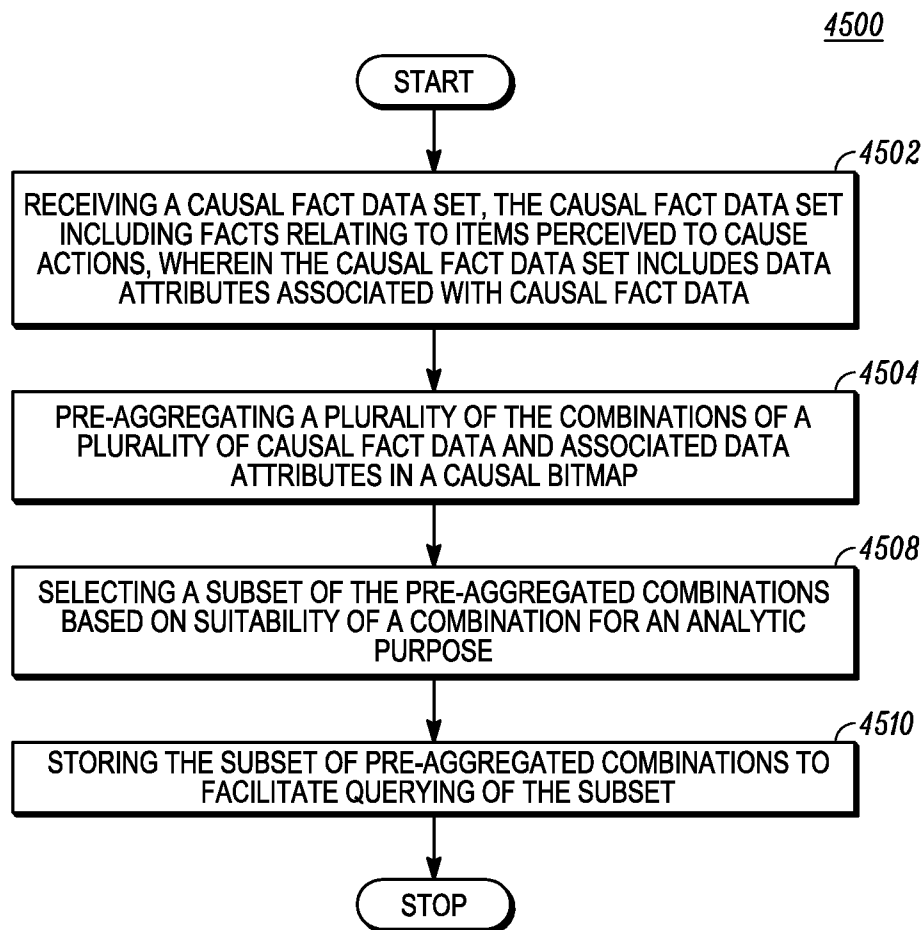 4500
START
4502
RECEIVING A CAUSAL FACT DATA SET, THE CAUSAL FACT DATA SET
INCLUDING FACTS RELATING TO ITEMS PERCEIVED TO CAUSE
ACTIONS, WHEREIN THE CAUSAL FACT DATA SET INCLUDES DATA
ATTRIBUTES ASSOCIATED WITH CAUSAL FACT DATA
4504
PRE-AGGREGATING A PLURALITY OF THE COMBINATIONS OF A
PLURALITY OF CAUSAL FACT DATA AND ASSOCIATED DATA
ATTRIBUTES IN A CAUSAL BITMAP
4508
SELECTING A SUBSET OF THE PRE-AGGREGATED COMBINATIONS
BASED ON SUITABILITY OF A COMBINATION FOR AN ANALYTIC
PURPOSE
4510
STORING THE SUBSET OF PRE-AGGREGATED COMBINATIONS TO
FACILITATE QUERYING OF THE SUBSET
STOP